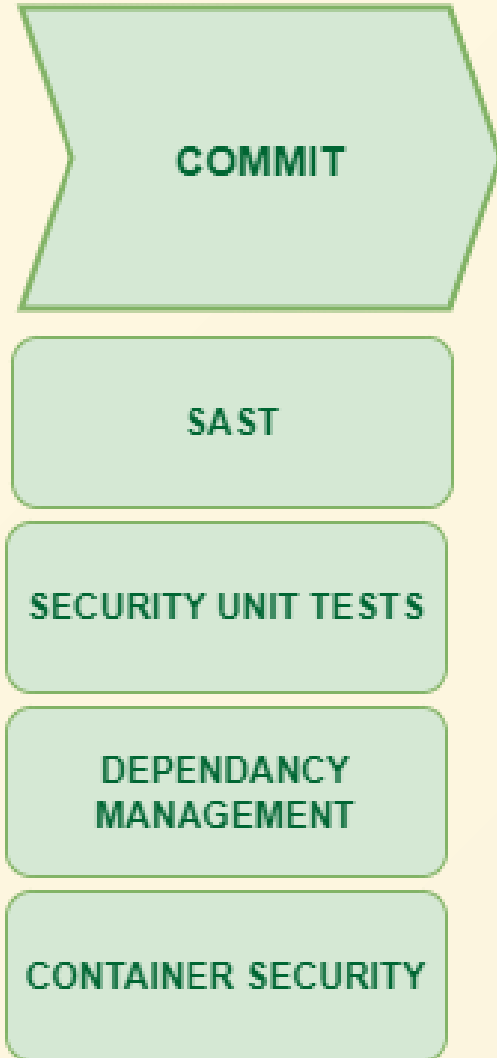 COMMIT
SAST
SECURITY UNIT TESTS
DEPENDANCY
MANAGEMENT
CONTAINER SECURITY